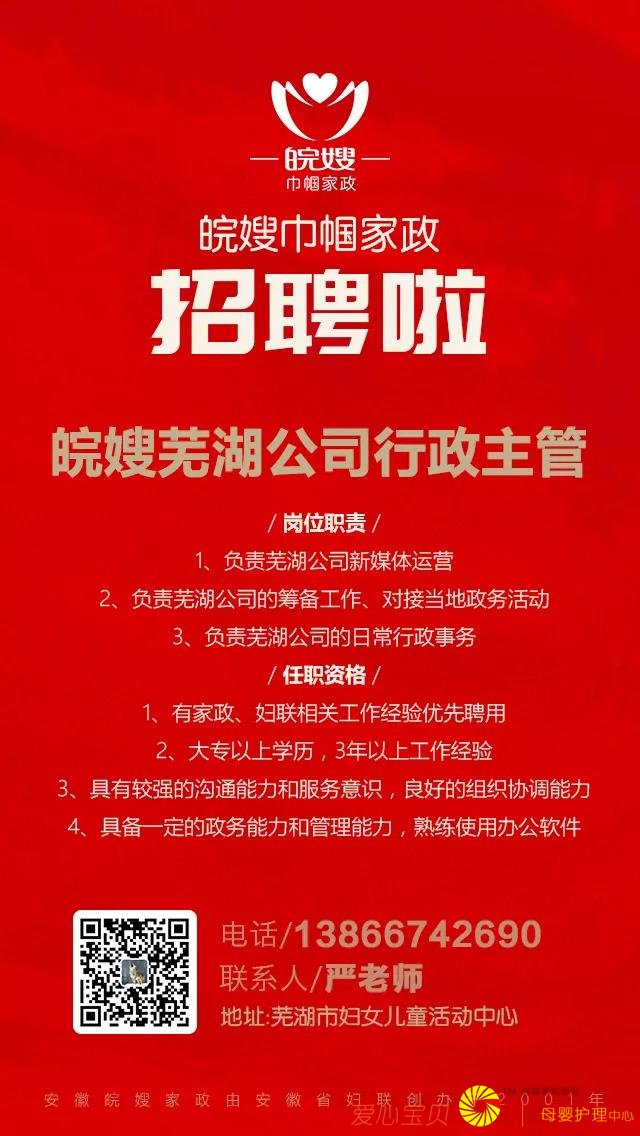 皖嫂
巾帼家政
皖嫂巾帼家政
招聘啦
皖嫂芜湖公司行政主管
/ 岗位职责 /
1、负责芜湖公司新媒体运营
2、负责芜湖公司的筹备工作、对接当地政务活动
3、负责芜湖公司的日常行政事务
/ 任职资格 /
1、有家政、妇联相关工作经验优先聘用
2、大专以上学历，3年以上工作经验
3、具有较强的沟通能力和服务意识，良好的组织协调能力
4、具备一定的政务能力和管理能力，熟练使用办公软件
电话/13866742690
联系人/严老师
地址:芜湖市妇女儿童活动中心
安徽皖嫂家政由安徽省妇联创办 2001年
爱心宝贝 母婴护理中心